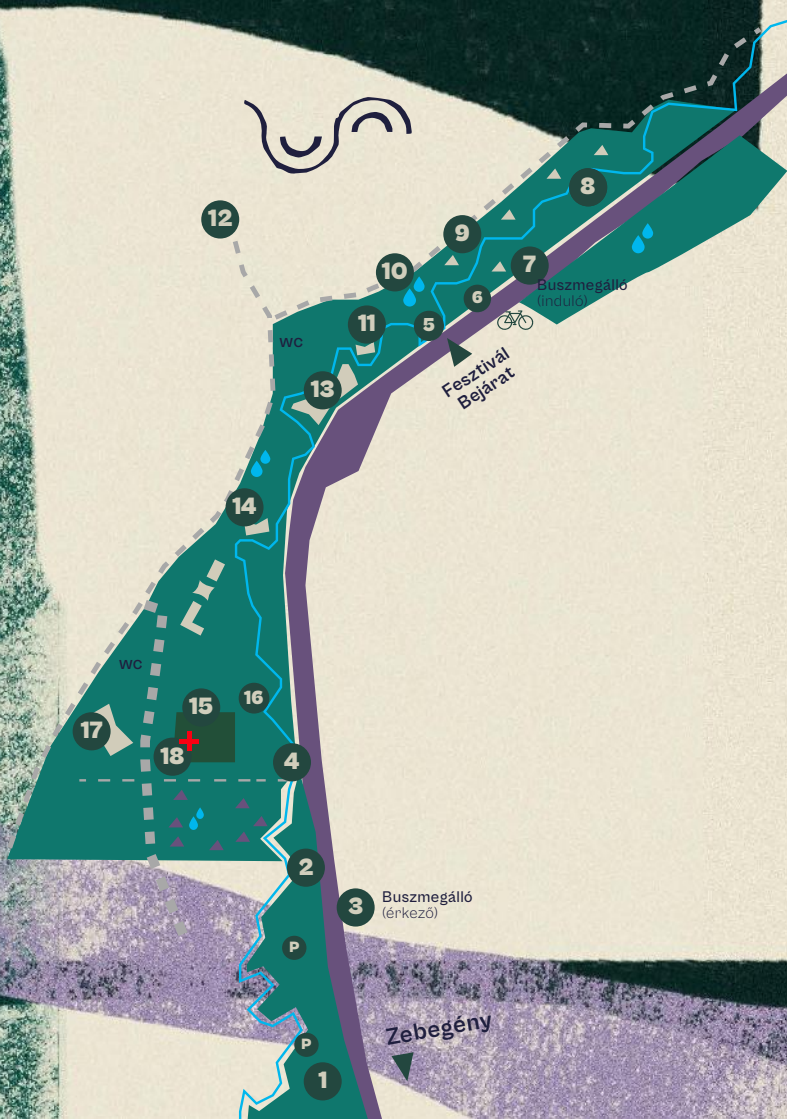 12
8
9
7
10
Buszmegálló
(induló)
6
5
11
WC
Fesztivál
Bejárat
13
14
WC
16
15
17
18
4
2
Buszmegálló
(érkező)
3
P
Zebegény
P
1